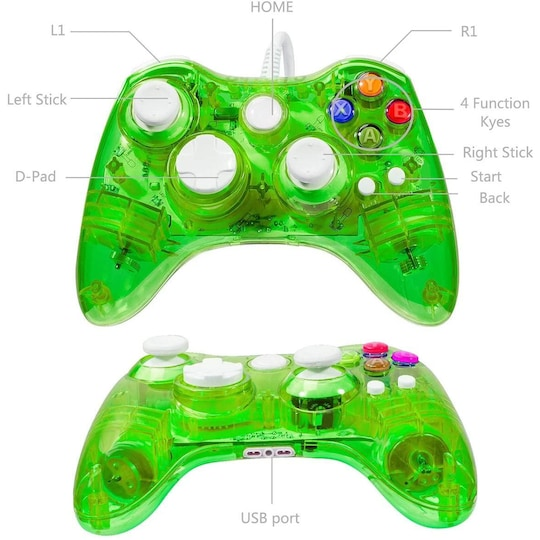 HOME
L1
R1
Left Stick
Y
X
B
A
4 Function
Kyes
Right Stick
D-Pad
Start
Back
USB port